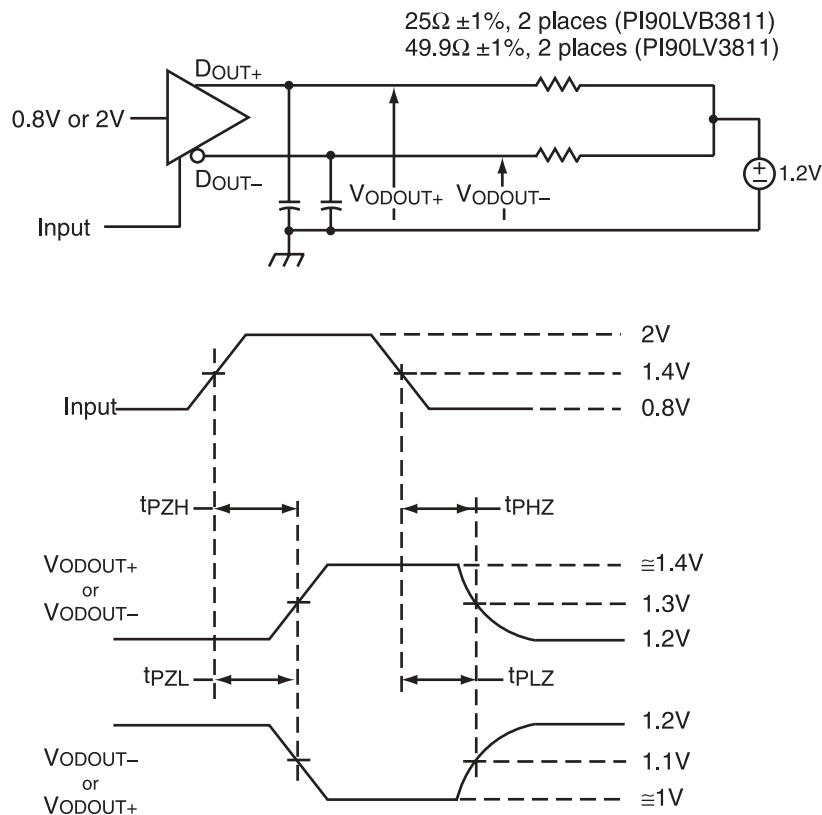 25Ω ±1%, 2 places (PI90LVB3811)
49.9Ω ±1%, 2 places (PI90LV3811)
DOUT+
0.8V or 2V
DOUT–
VODOUT+
VODOUT–
+
–
1.2V
Input
2V
1.4V
Input
0.8V
tPZH
tPHZ
VODOUT+
or
VODOUT–
≅1.4V
1.3V
1.2V
tPZL
tPLZ
1.2V
VODOUT–
or
VODOUT+
1.1V
≅1V